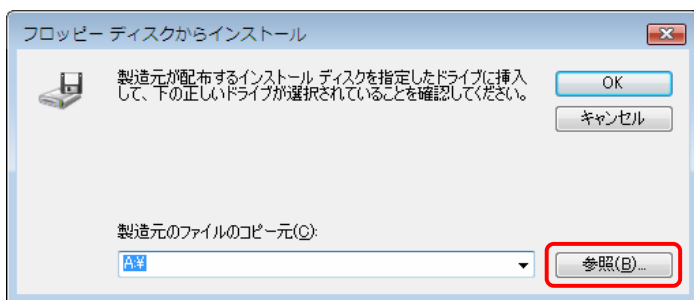 フロッピー ディスクからインストール
製造元が配布するインストール ディスクを指定したドライブに挿入
して、下の正しいドライブが選択されていることを確認してください。
OK
キャンセル
製造元のファイルのコピー元(C):
A:¥
参照(B)...